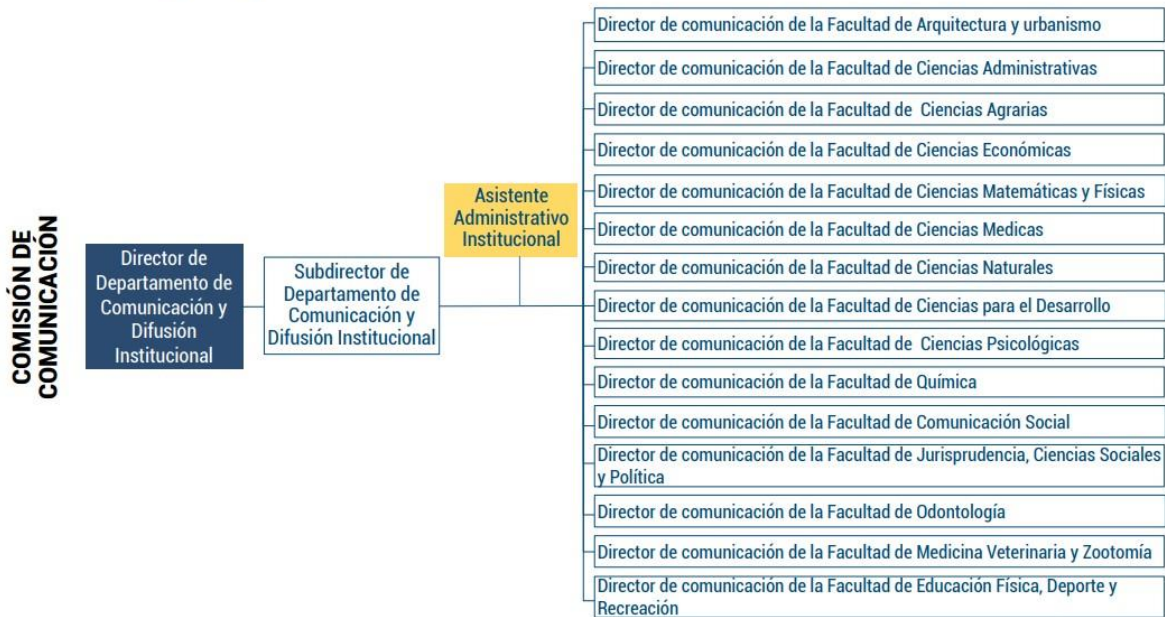 COMISIÓN DE
COMUNICACIÓN
Director de
Departamento de
Comunicación y
Difusión
Institucional
Subdirector de
Departamento de
Comunicación y
Difusión Institucional
Asistente
Administrativo
Institucional
Director de comunicación de la Facultad de Arquitectura y urbanismo
Director de comunicación de la Facultad de Ciencias Administrativas
Director de comunicación de la Facultad de Ciencias Agrarias
Director de comunicación de la Facultad de Ciencias Económicas
Director de comunicación de la Facultad de Ciencias Matemáticas y Físicas
Director de comunicación de la Facultad de Ciencias Medicas
Director de comunicación de la Facultad de Ciencias Naturales
Director de comunicación de la Facultad de Ciencias para el Desarrollo
Director de comunicación de la Facultad de Ciencias Psicológicas
Director de comunicación de la Facultad de Química
Director de comunicación de la Facultad de Comunicación Social
Director de comunicación de la Facultad de Jurisprudencia, Ciencias Sociales
y Política
Director de comunicación de la Facultad de Odontología
Director de comunicación de la Facultad de Medicina Veterinaria y Zootomía
Director de comunicación de la Facultad de Educación Física, Deporte y
Recreación